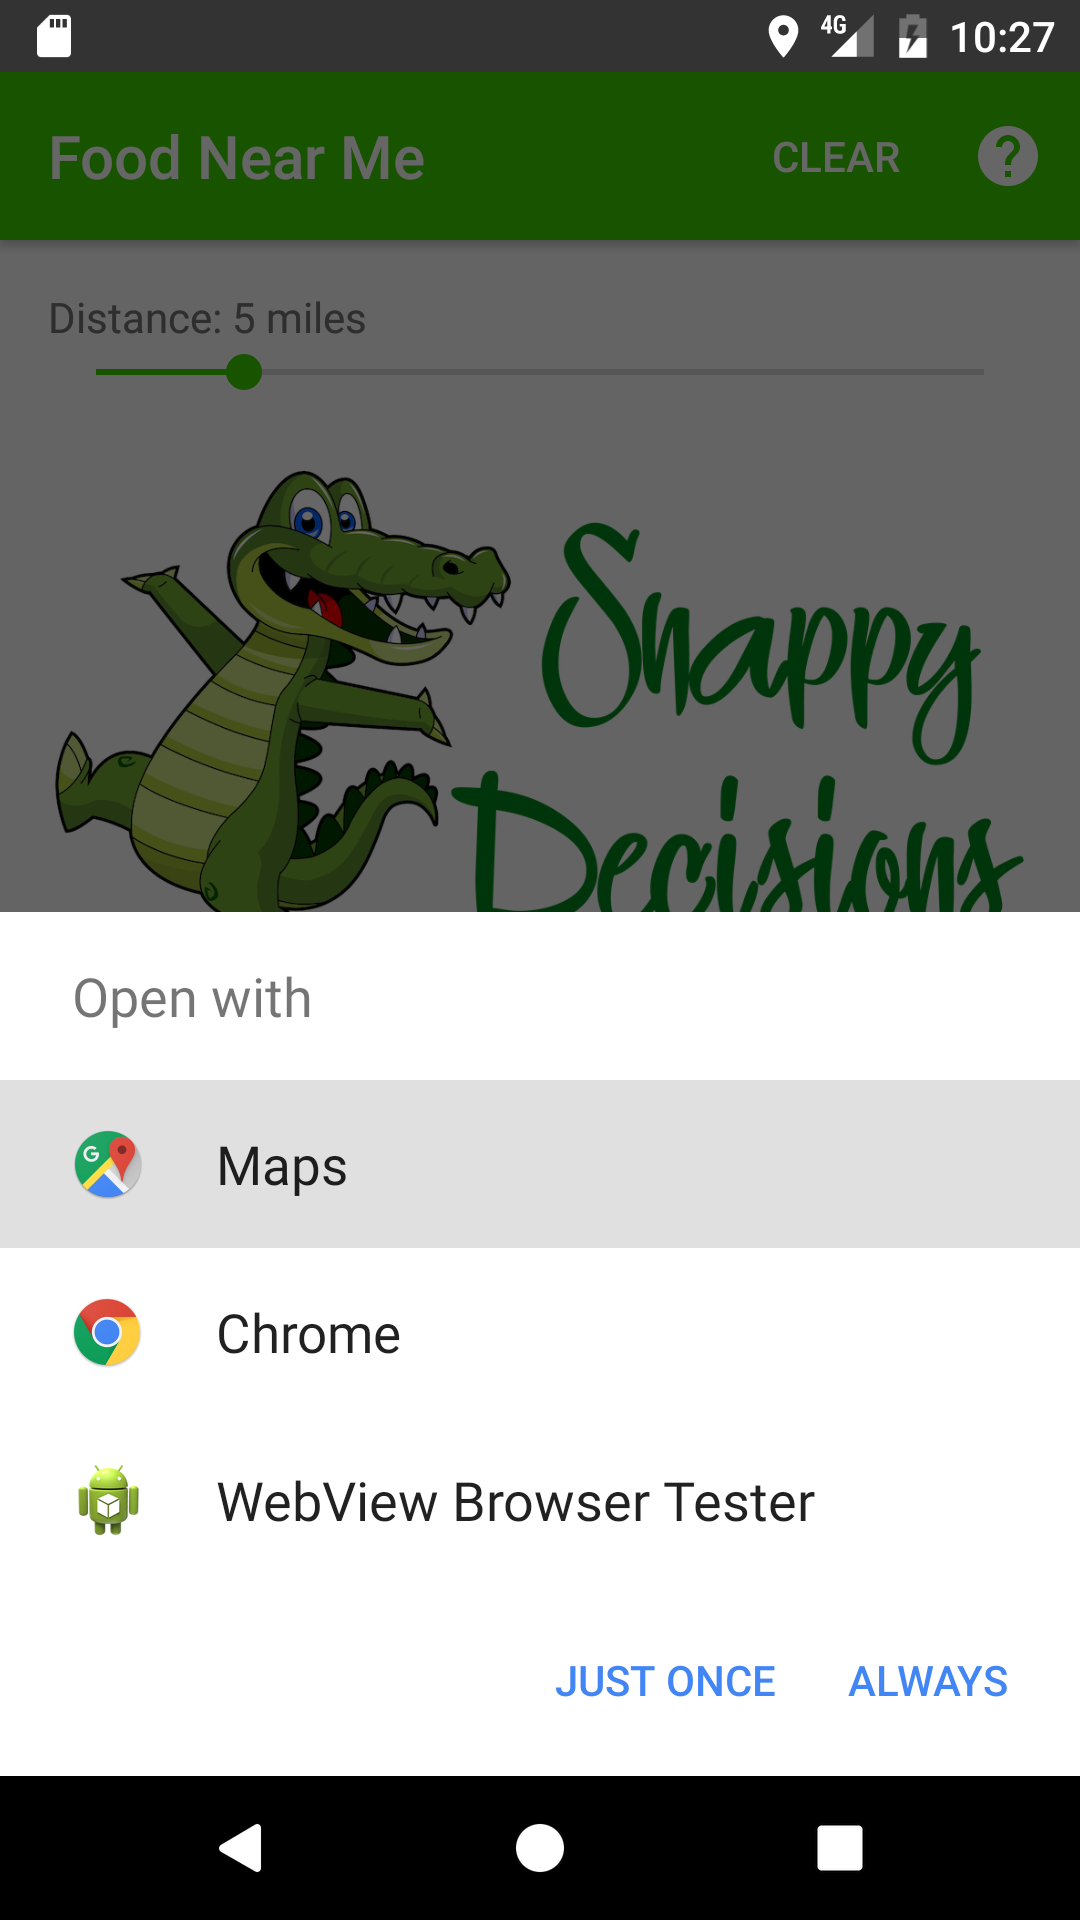 4G 10:27
Food Near Me CLEAR
Distance: 5 miles
Snappy
Decisions
Open with
G Maps
Chrome
WebView Browser Tester
JUST ONCE ALWAYS